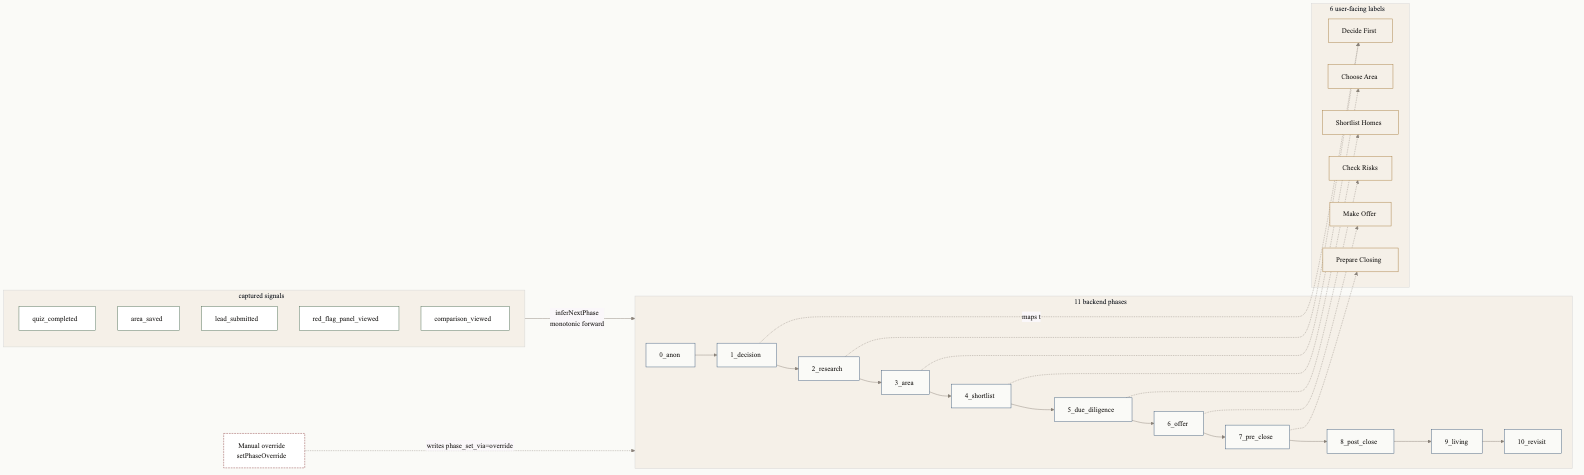 6 user-facing labels
Decide First
Choose Area
Shortlist Homes
Check Risks
Make Offer
Prepare Closing
captured signals
quiz_completed
area_saved
lead_submitted
red_flag_panel_viewed
comparison_viewed
inferNextPhase
monotonic forward
11 backend phases
maps t
0_anon
1_decision
2_research
3_area
4_shortlist
5_due_diligence
6_offer
7_pre_close
8_post_close
9_living
10_revisit
Manual override
setPhaseOverride
writes phase_set_via=override